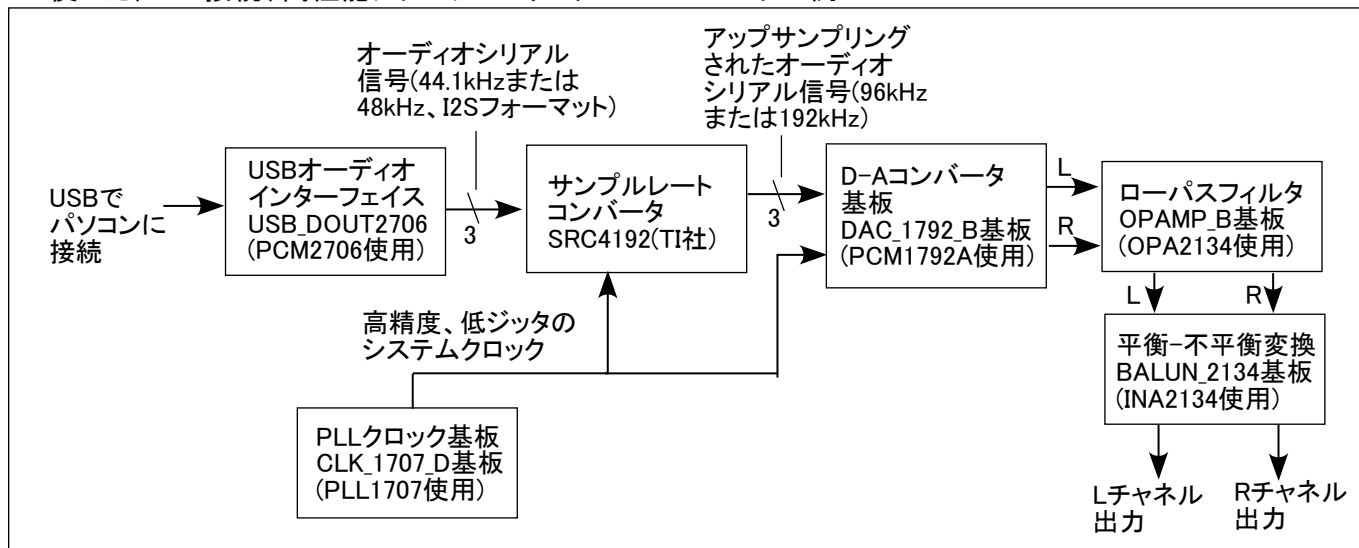 オーディオシリアル
信号(44.1kHzまたは
48kHz、I2Sフォーマット)
アップサンプリング
されたオーディオ
シリアル信号(96kHz
または192kHz)
USBで
パソコンに
接続
USBオーディオ
インターフェイス
USB_DOUT2706
(PCM2706使用)
3
サンプルレート
コンバータ
SRC4192(TI社)
3
D-Aコンバータ
基板
DAC_1792_B基板
(PCM1792A使用)
L
R
ローパスフィルタ
OPAMP_B基板
(OPA2134使用)
L
R
高精度、低ジッタの
システムクロック
平衡-不平衡変換
BALUN_2134基板
(INA2134使用)
PLLクロック基板
CLK_1707_D基板
(PLL1707使用)
Lチャネル
出力
Rチャネル
出力